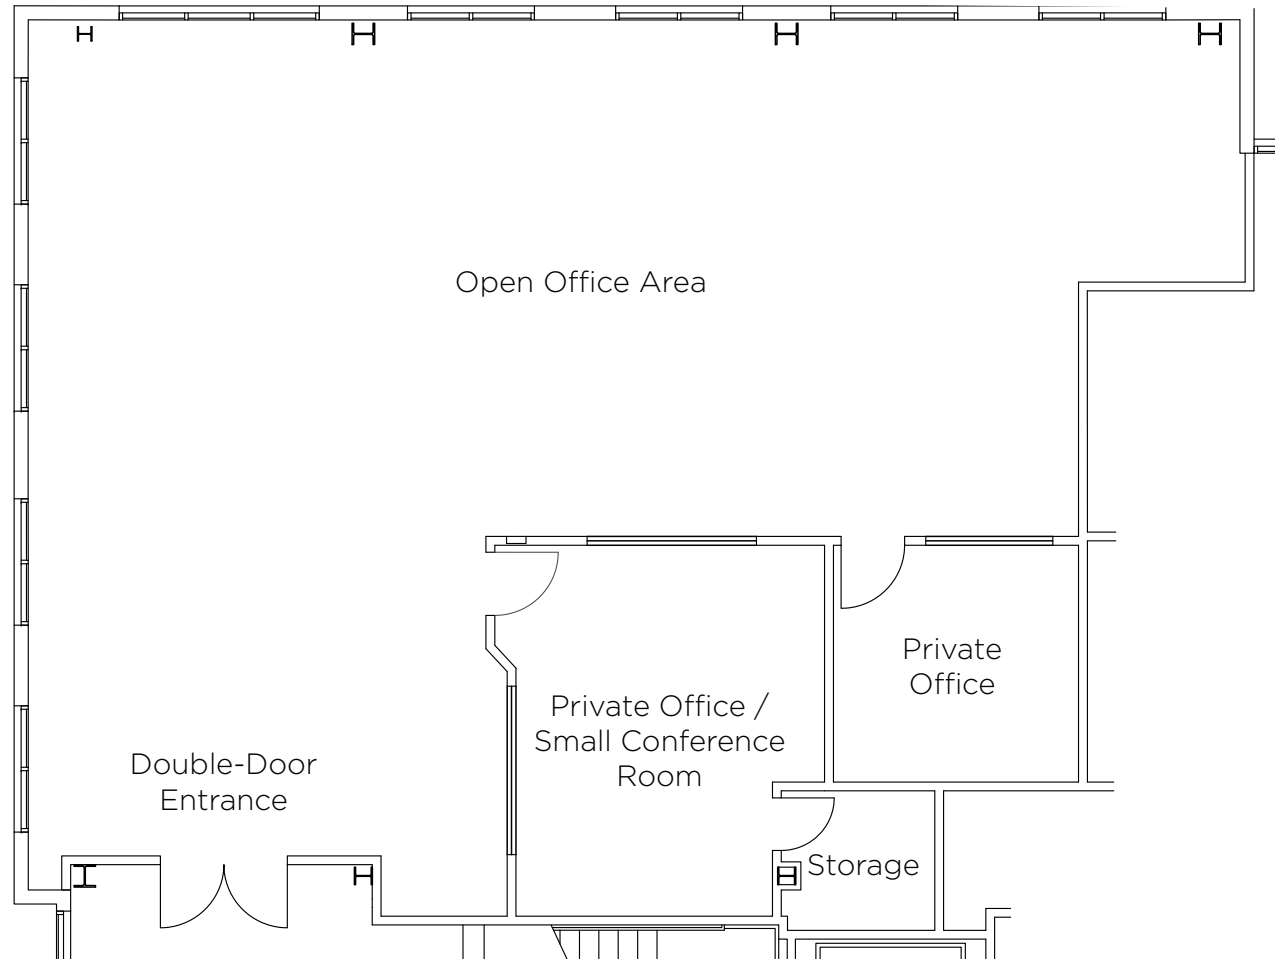 Open Office Area
Private
Office
Private Office /
Small Conference
Room
Double-Door
Entrance
Storage